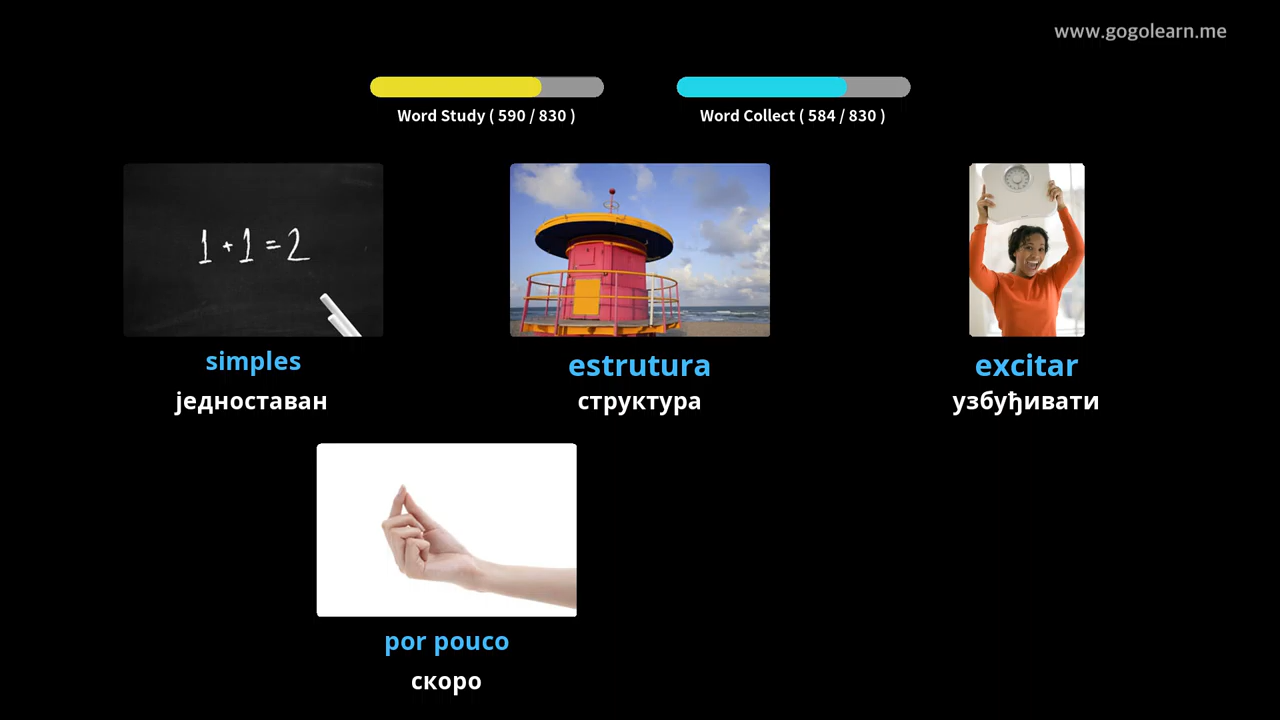 www.gogolearn.me
Word Study ( 590 / 830 )
Word Collect ( 584 / 830 )
1 + 1 = 2
simples
једноставан
estrutura
структура
excitar
узбуђивати
por pouco
скоро